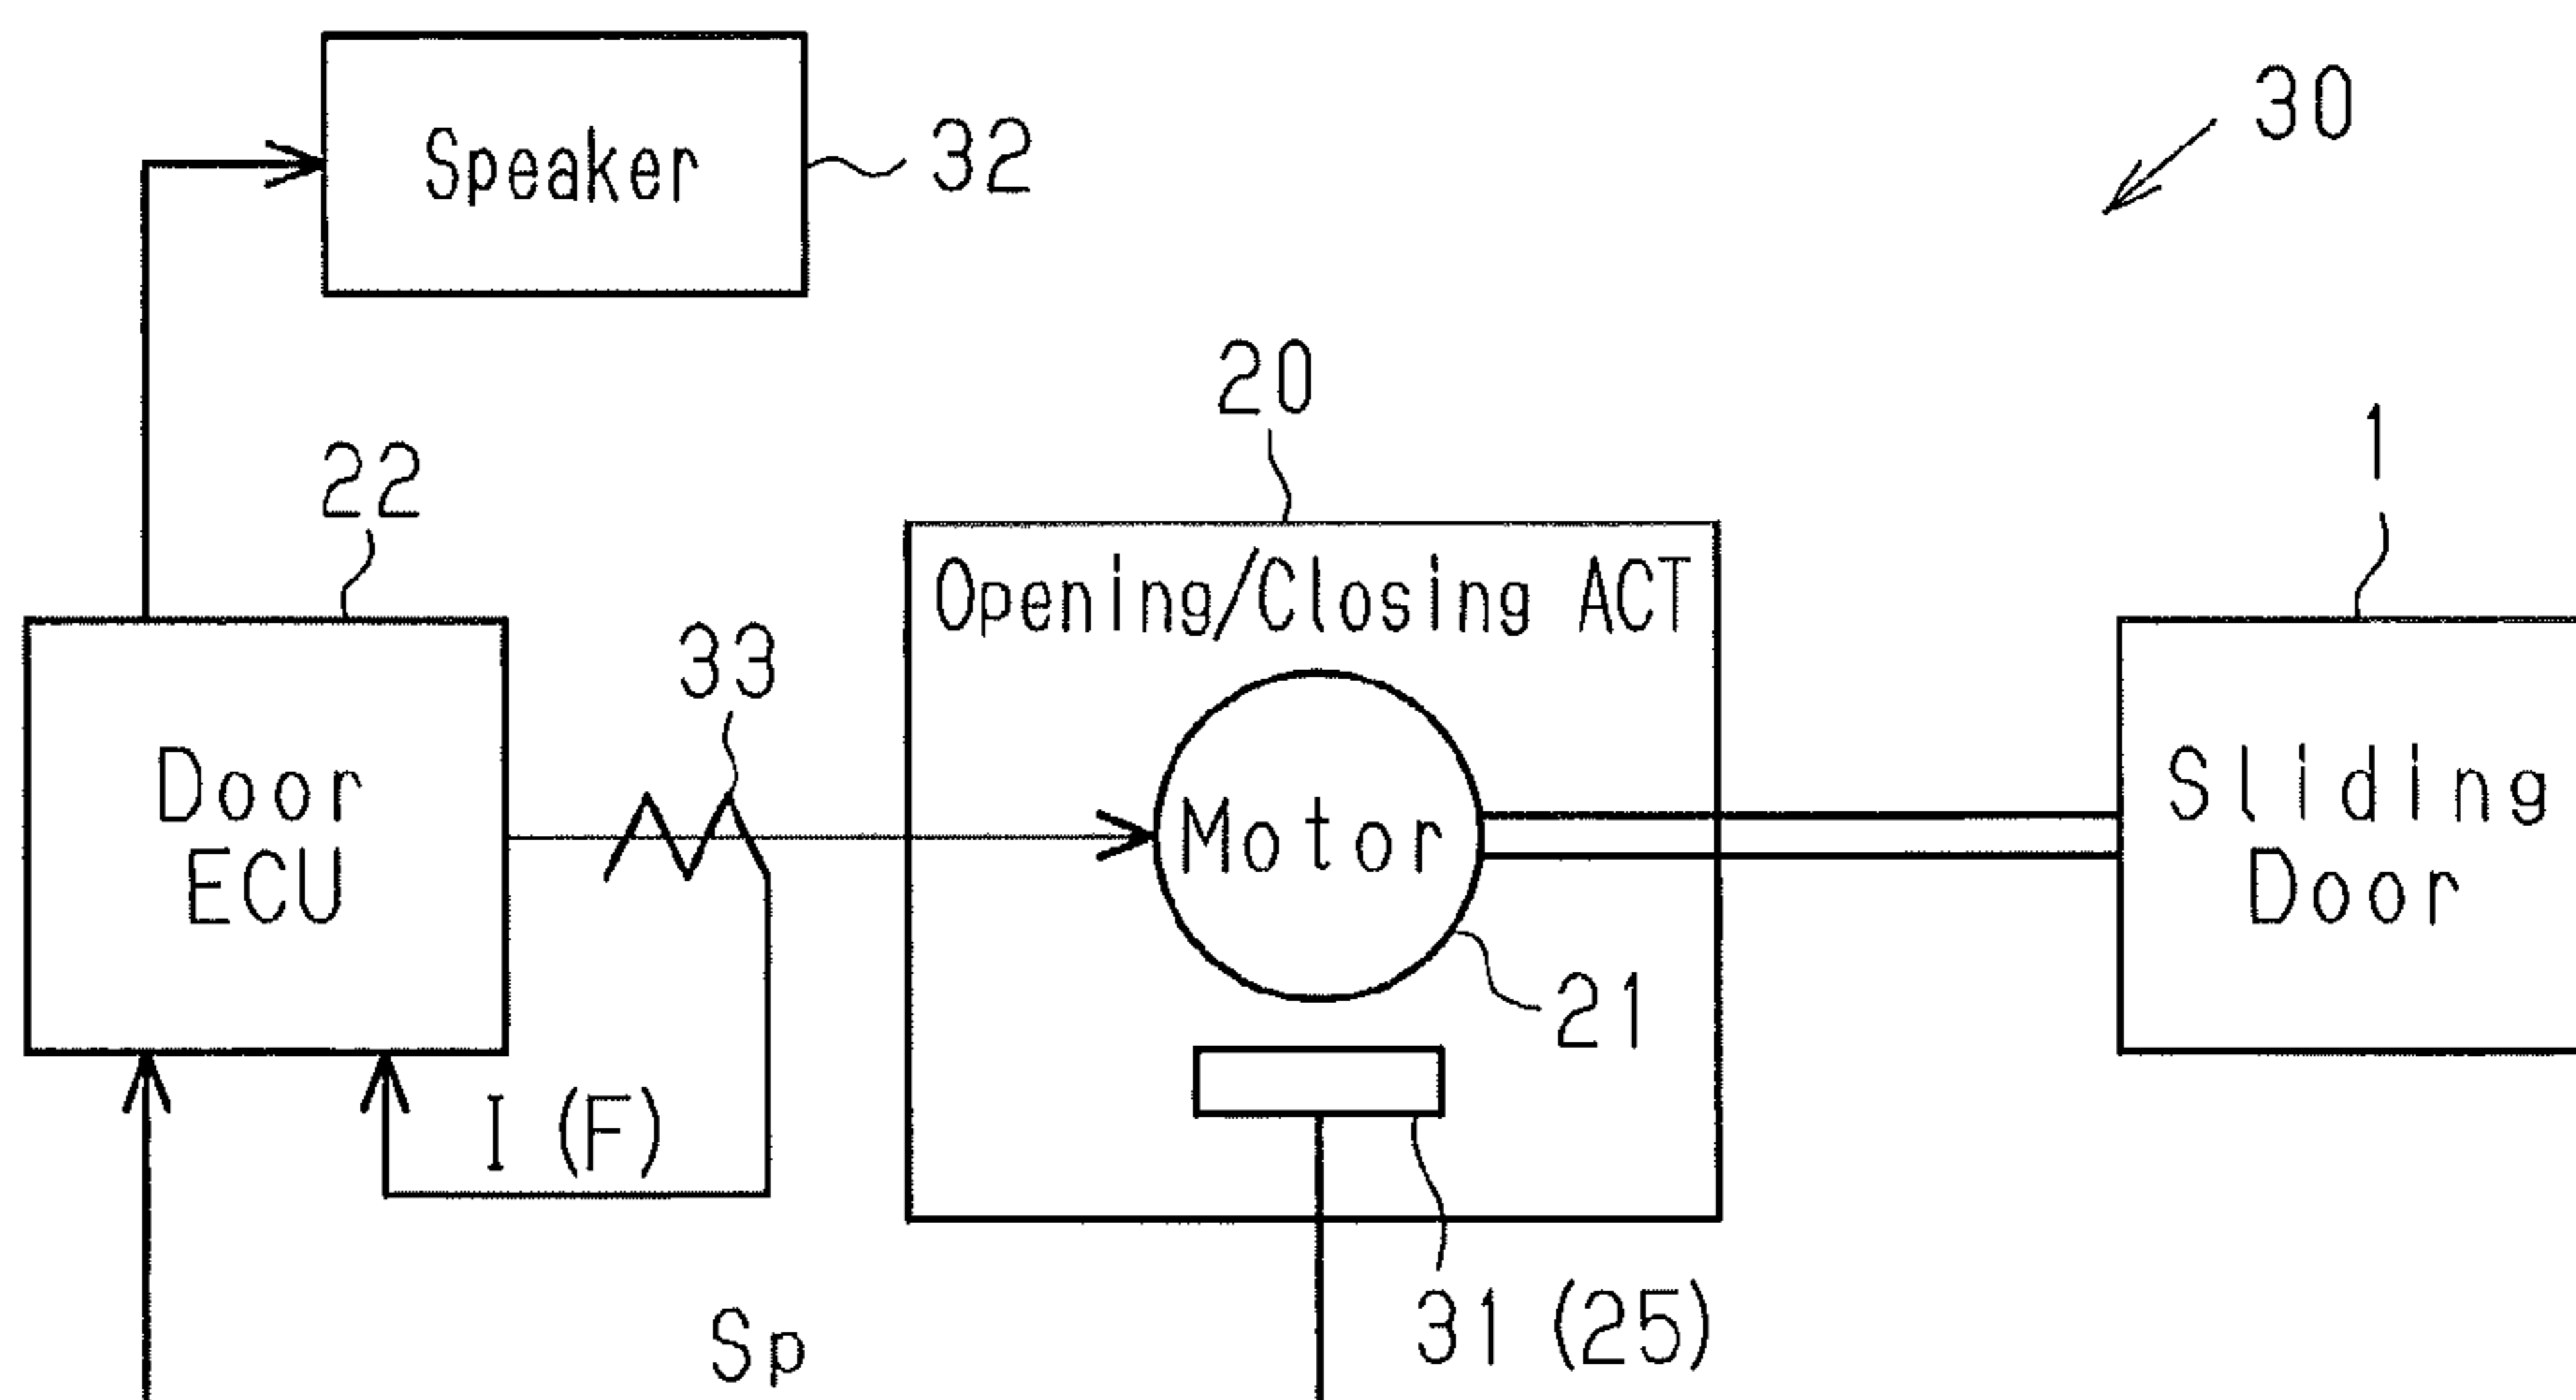 30
Speaker
32
20
1
22
Opening/Closing ACT
33
Door
ECU
Motor
Sliding
Door
21
I (F)
31 (25)
Sp